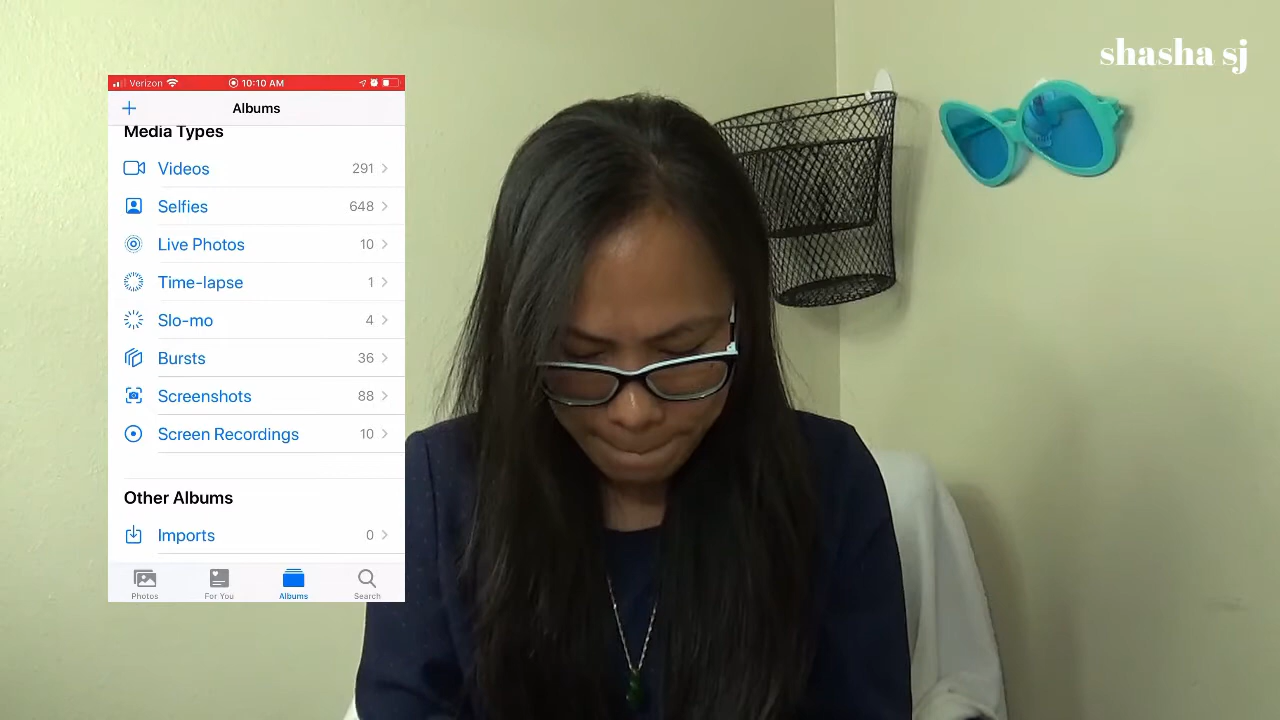 shasha sj
Verizon 10:10 AM
Albums
Media Types
Videos 291
Selfies 648
Live Photos 10
Time-lapse 1
Slo-mo 4
Bursts 36
Screenshots 88
Screen Recordings 10
Other Albums
Imports 0
Photos For You Albums Search